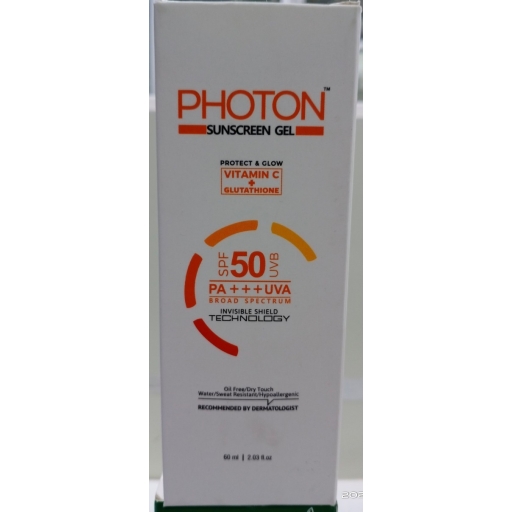 PHOTON™
SUNSCREEN GEL
PROTECT & GLOW
VITAMIN C
+
GLUTATHIONE
SPF 50 UVB
PA+++UVA
BROAD SPECTRUM
INVISIBLE SHIELD
TECHNOLOGY
Oil Free/Dry Touch
Water/Sweat Resistant/Hypoallergenic
RECOMMENDED BY DERMATOLOGIST
60 ml | 2.03 fl.oz